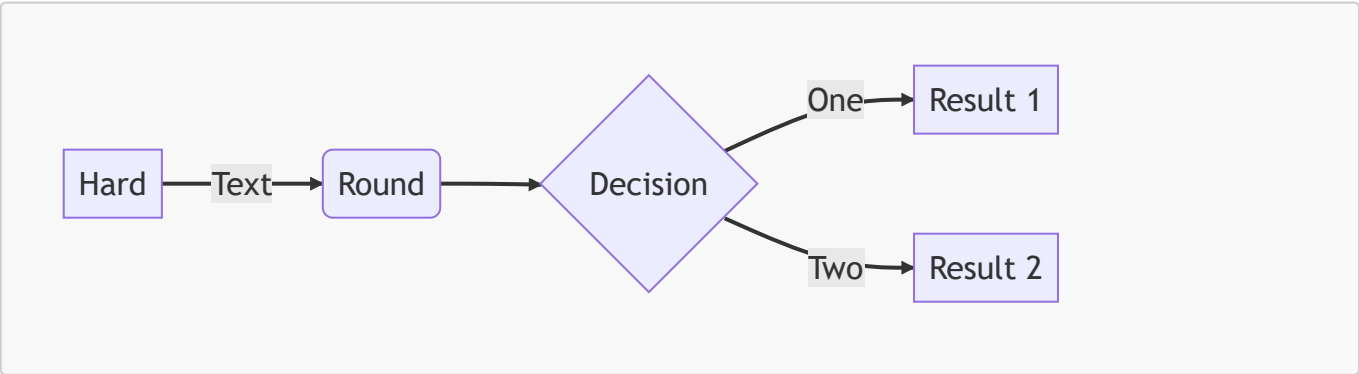 Hard
Text
Round
Decision
One
Result 1
Two
Result 2